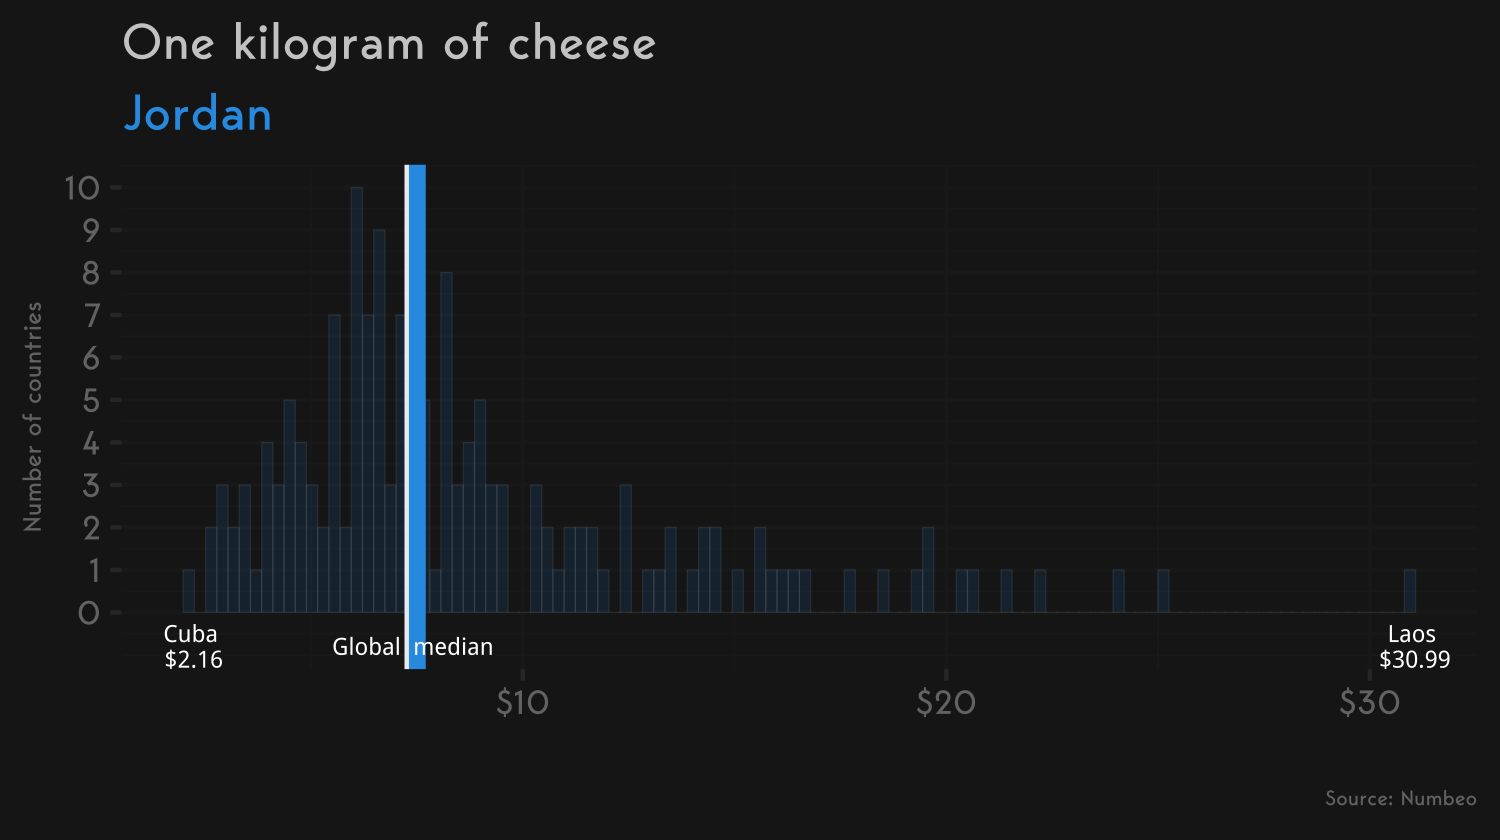 One kilogram of cheese
Jordan
Number of countries
10
9
8
7
6
5
4
3
2
1
0
Cuba
$2.16
Global median
Laos
$30.99
$10
$20
$30
Source: Numbeo